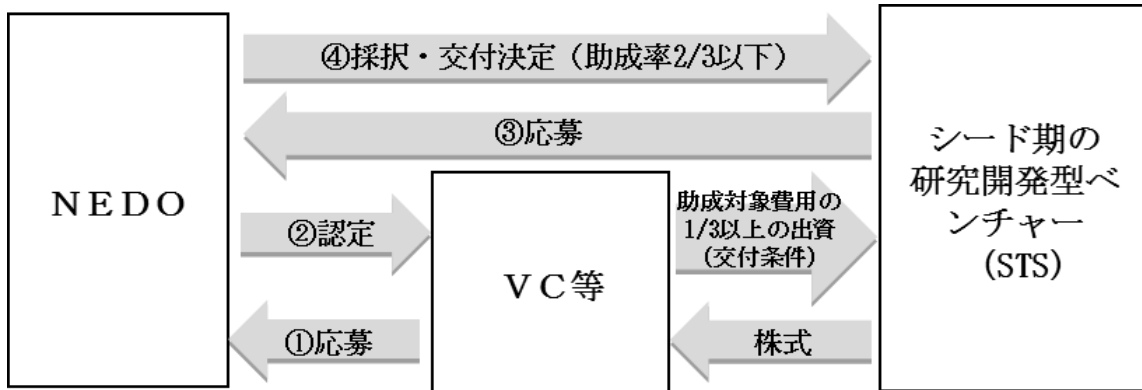 ④採択・交付決定（助成率2/3以下）
③応募
ＮＥＤＯ
②認定
①応募
ＶＣ等
助成対象費用の
1/3以上の出資
（交付条件）
株式
シード期の
研究開発型ベ
ンチャー
（STS）